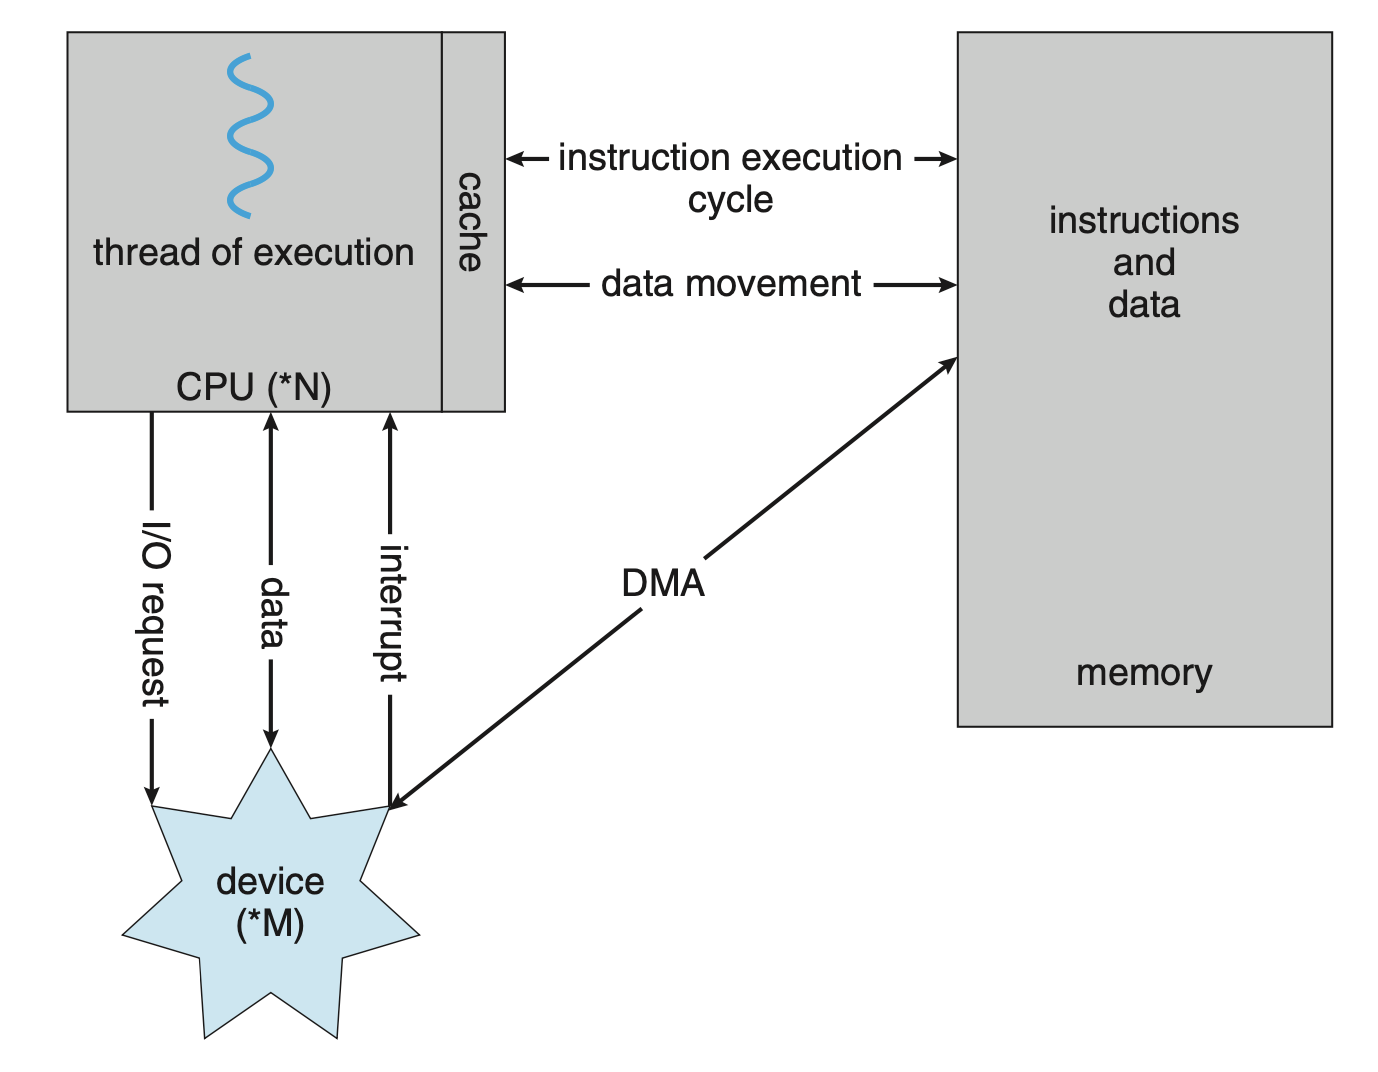 thread of execution
CPU (*N)
cache
instruction execution
cycle
data movement
instructions
and
data
memory
I/O request
data
interrupt
DMA
device
(*M)